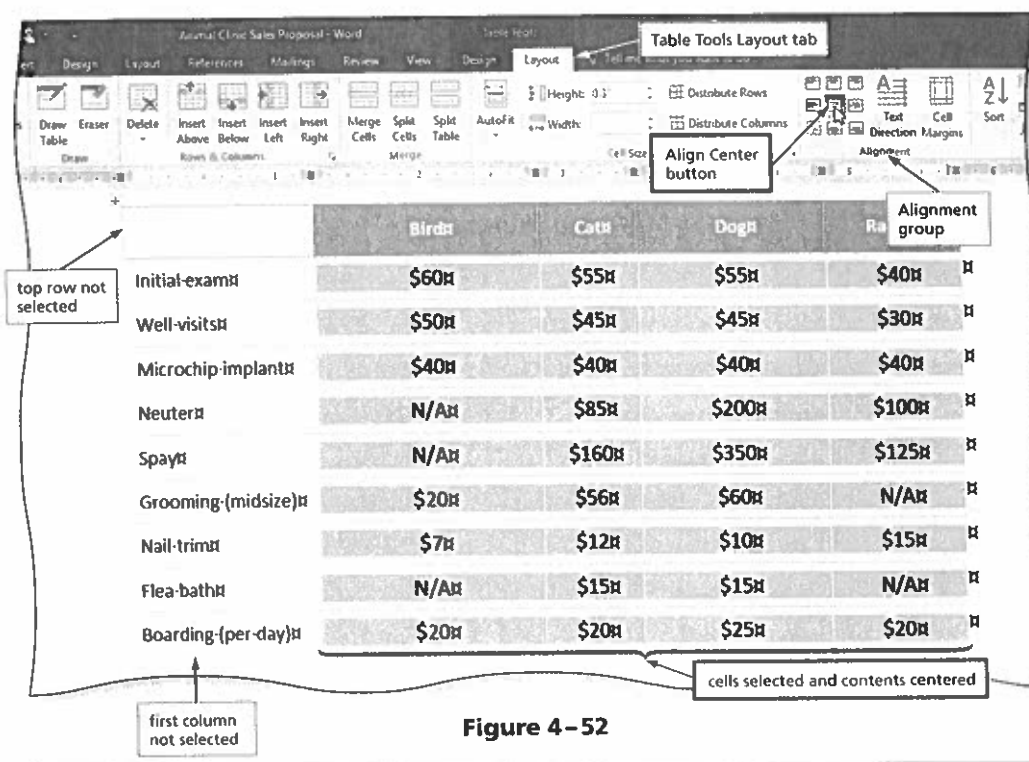 Animal Clinic Sales Proposal - Word
Table Tools
Table Tools Layout tab
Design Layout References Mailings Review View Design Layout
Draw Table
Eraser
Delete
Insert Above
Insert Below
Insert Left
Insert Right
Merge Cells
Split Cells
Split Table
AutoFit
Height:
Width:
Distribute Rows
Distribute Columns
Text Direction
Cell Margins
Sort
Draw
Rows & Columns
Merge
Cell Size
Alignment
Align Center button
Alignment group
top row not selected
Bird¤ Cat¤ Dog¤
Initial·exam¤ $60¤ $55¤ $55¤ $40¤ ¤
Well·visits¤ $50¤ $45¤ $45¤ $30¤ ¤
Microchip·implant¤ $40¤ $40¤ $40¤ $40¤ ¤
Neuter¤ N/A¤ $85¤ $200¤ $100¤ ¤
Spay¤ N/A¤ $160¤ $350¤ $125¤ ¤
Grooming·(midsize)¤ $20¤ $56¤ $60¤ N/A¤ ¤
Nail·trim¤ $7¤ $12¤ $10¤ $15¤ ¤
Flea·bath¤ N/A¤ $15¤ $15¤ N/A¤ ¤
Boarding·(per·day)¤ $20¤ $20¤ $25¤ $20¤ ¤
cells selected and contents centered
first column not selected
Figure 4–52